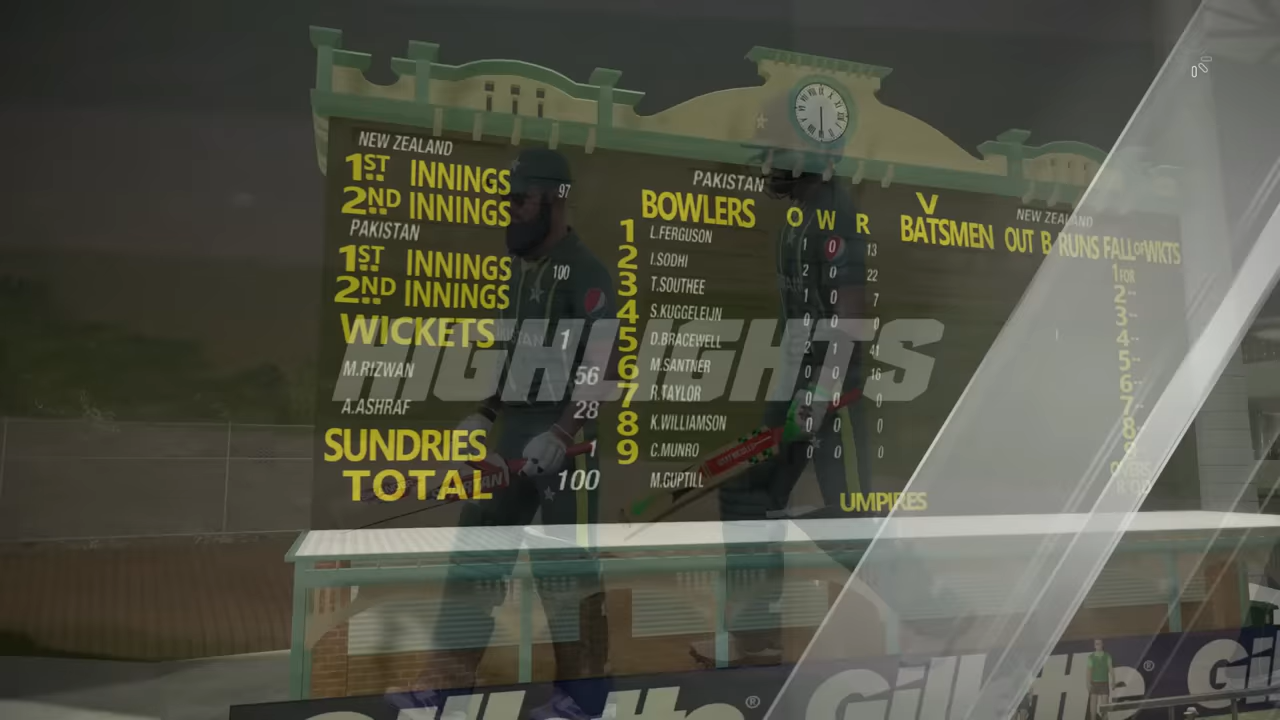 NEW ZEALAND
1ST INNINGS 97
2ND INNINGS
PAKISTAN
1ST INNINGS 100
2ND INNINGS
WICKETS 1
M.RIZWAN 56
A.ASHRAF 28
SUNDRIES 1
TOTAL 100
PAKISTAN V NEW ZEALAND
BOWLERS O W R BATSMEN OUT B RUNS FALL OF WKTS
1 L.FERGUSON 1 0 13
2 I.SODHI 2 0 22
3 T.SOUTHEE 1 0 7
4 S.KUGGELEIJN 0 0 0
5 D.BRACEWELL 2 1 41
6 M.SANTNER 0 0 16
7 R.TAYLOR 0 0 0
8 K.WILLIAMSON 0 0 0
9 C.MUNRO 0 0 0
M.GUPTILL
1 FOR
2
3
4
5
6
7
8
9
OVERS
UMPIRES
HIGHLIGHTS
Gillette® Gillette® Gi